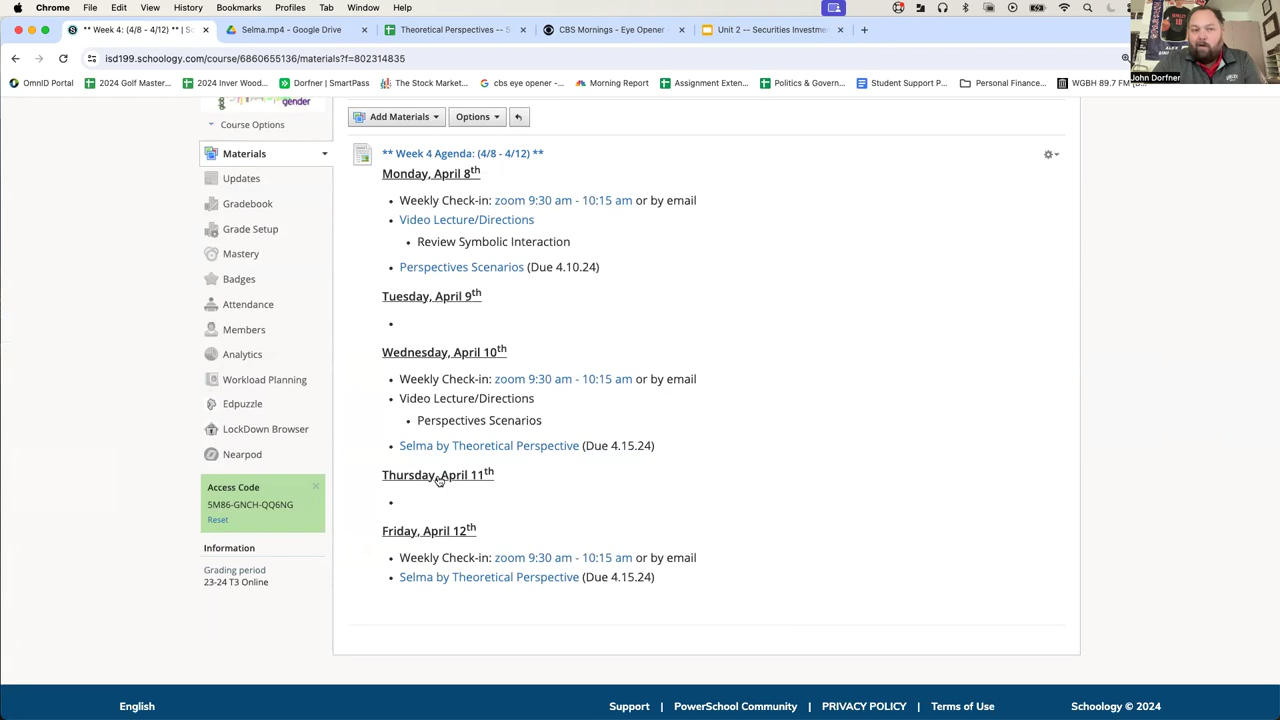 Chrome File Edit View History Bookmarks Profiles Tab Window Help
** Week 4: (4/8 - 4/12) ** | Sc
Selma.mp4 - Google Drive
Theoretical Perspectives -- S
CBS Mornings - Eye Opener
Unit 2 -- Securities Investme
isd199.schoology.com/course/6860655136/materials?f=802314835
John Dorfner
OmniD Portal
2024 Golf Master...
2024 Inver Wood...
Dorfner | SmartPass
The Stock Market...
cbs eye opener -...
Morning Report
Assignment Exten...
Politics & Govern...
Student Support P...
Personal Finance...
WGBH 89.7 FM (D...
gender
Course Options
Add Materials
Options
Materials
Updates
Gradebook
Grade Setup
Mastery
Badges
Attendance
Members
Analytics
Workload Planning
Edpuzzle
LockDown Browser
Nearpod
Access Code
5M86-GNCH-QQ6NG
Reset
Information
Grading period
23-24 T3 Online
** Week 4 Agenda: (4/8 - 4/12) **
Monday, April 8th
Weekly Check-in: zoom 9:30 am - 10:15 am or by email
Video Lecture/Directions
Review Symbolic Interaction
Perspectives Scenarios (Due 4.10.24)
Tuesday, April 9th
Wednesday, April 10th
Weekly Check-in: zoom 9:30 am - 10:15 am or by email
Video Lecture/Directions
Perspectives Scenarios
Selma by Theoretical Perspective (Due 4.15.24)
Thursday, April 11th
Friday, April 12th
Weekly Check-in: zoom 9:30 am - 10:15 am or by email
Selma by Theoretical Perspective (Due 4.15.24)
English
Support | PowerSchool Community | PRIVACY POLICY | Terms of Use
Schoology © 2024